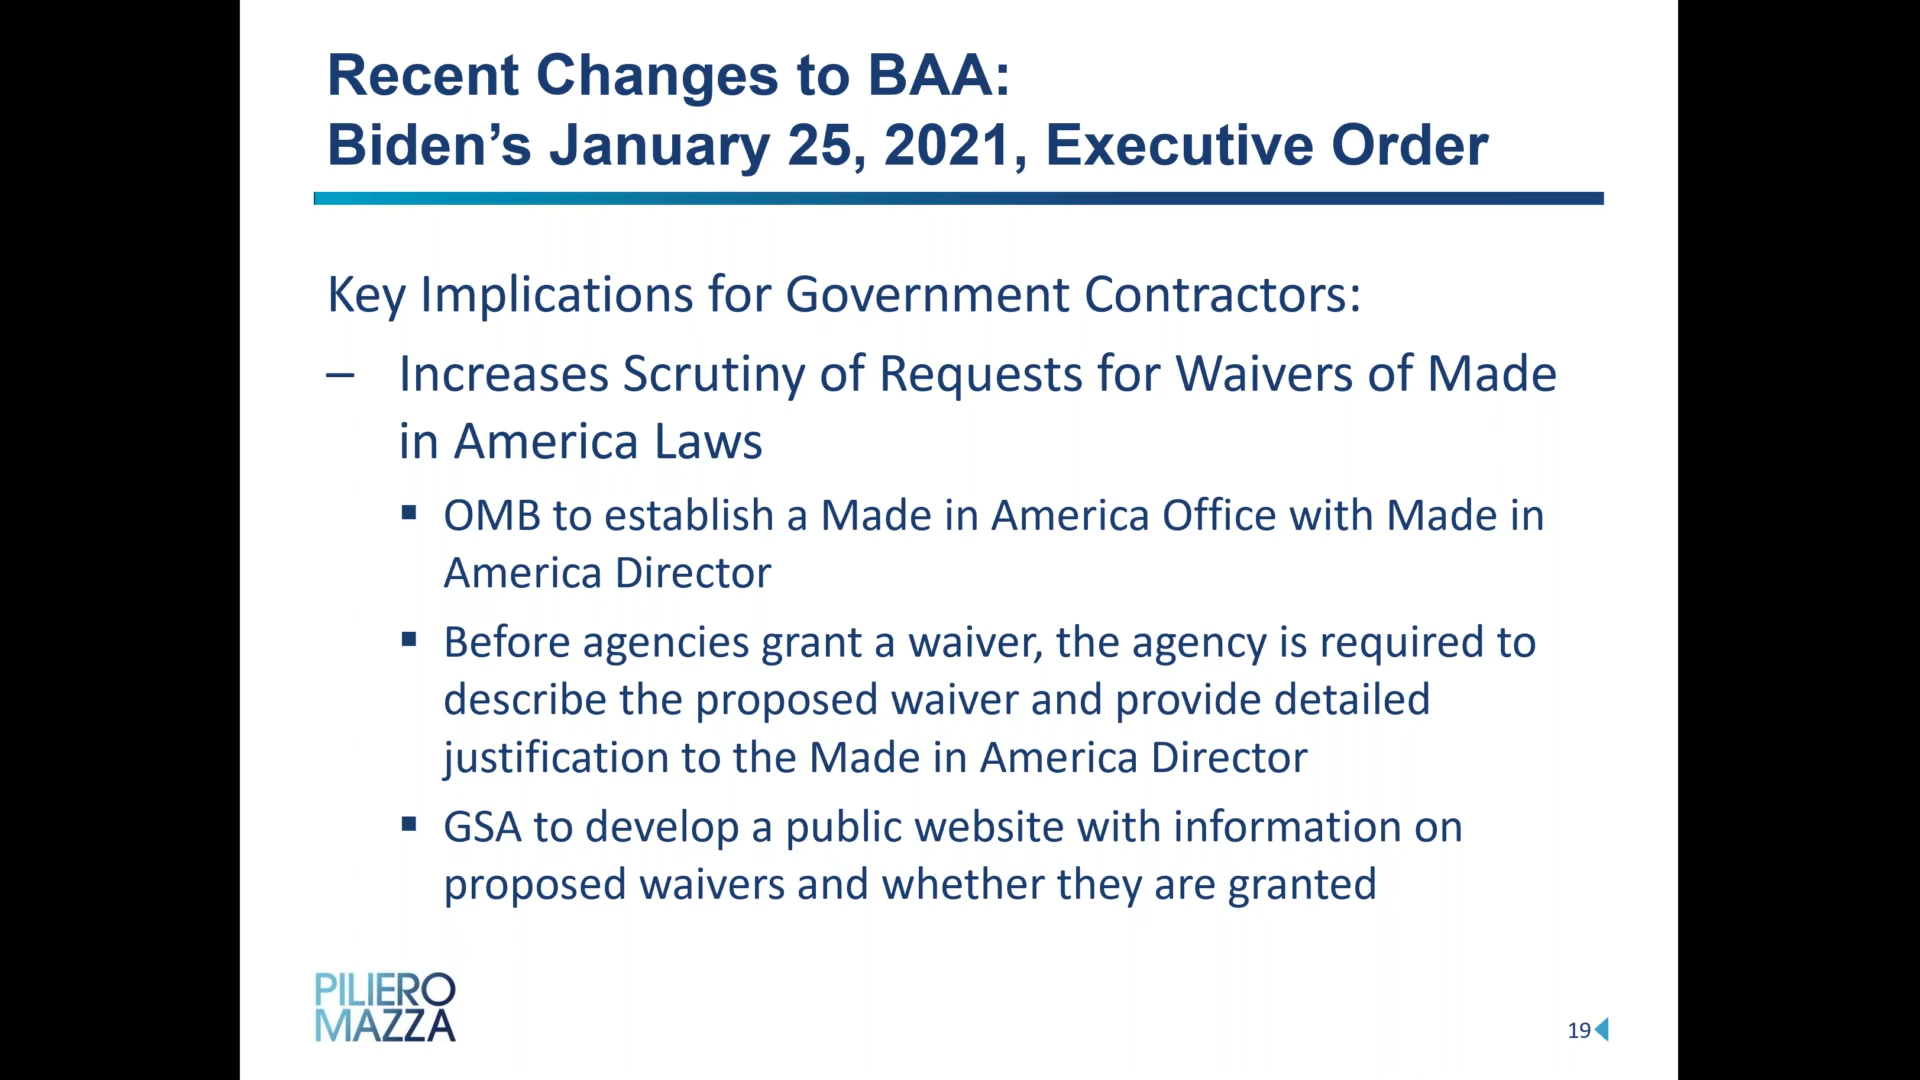 Recent Changes to BAA:
Biden’s January 25, 2021, Executive Order
Key Implications for Government Contractors:
– Increases Scrutiny of Requests for Waivers of Made
in America Laws
▪ OMB to establish a Made in America Office with Made in
America Director
▪ Before agencies grant a waiver, the agency is required to
describe the proposed waiver and provide detailed
justification to the Made in America Director
▪ GSA to develop a public website with information on
proposed waivers and whether they are granted
PILIERO
MAZZA
19